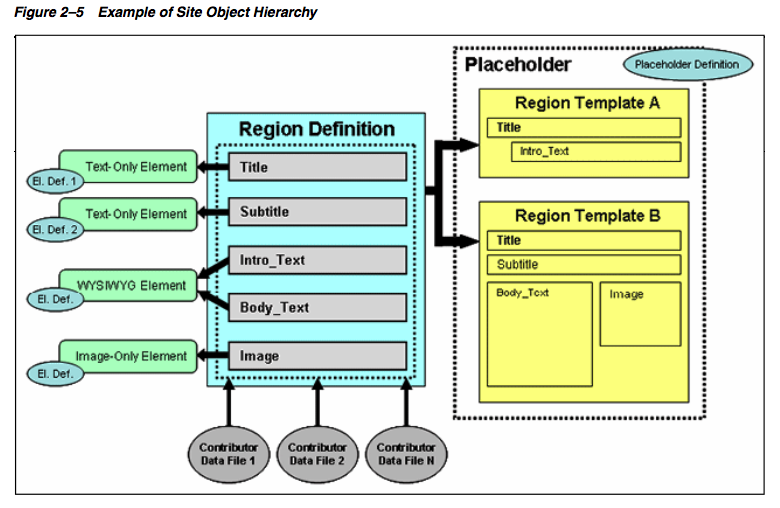 Figure 2–5 Example of Site Object Hierarchy
Placeholder
Placeholder Definition
Region Definition
Region Template A
Title
Intro_Text
Text-Only Element
El. Def. 1
Title
Text-Only Element
El. Def. 2
Subtitle
Region Template B
Title
Subtitle
Body_Text
Image
WYSIWYG Element
El. Def.
Intro_Text
Body_Text
Image-Only Element
El. Def.
Image
Contributor
Data File 1
Contributor
Data File 2
Contributor
Data File N